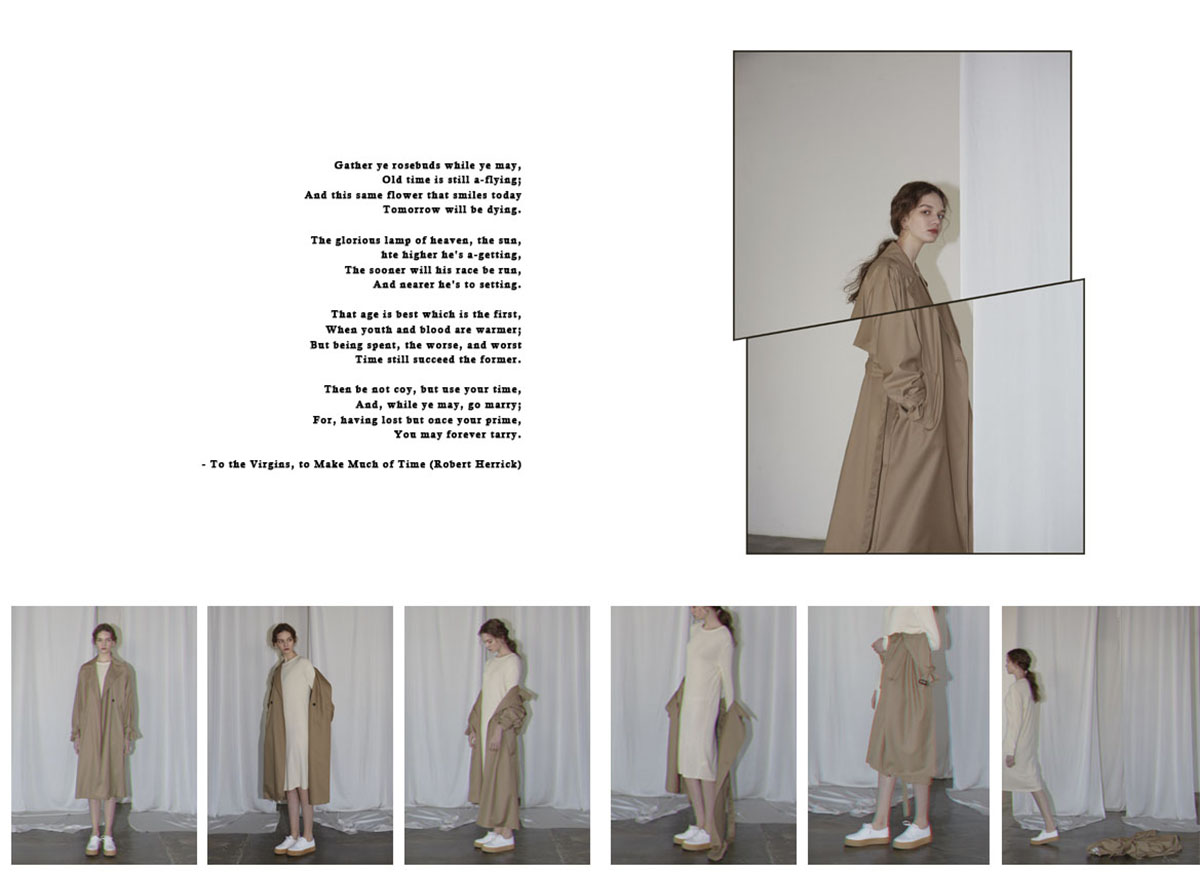 Gather ye rosebuds while ye may,
Old time is still a-flying;
And this same flower that smiles today
Tomorrow will be dying.
The glorious lamp of heaven, the sun,
hte higher he's a-getting,
The sooner will his race be run,
And nearer he's to setting.
That age is best which is the first,
When youth and blood are warmer;
But being spent, the worse, and worst
Time still succeed the former.
Then be not coy, but use your time,
And, while ye may, go marry;
For, having lost but once your prime,
You may forever tarry.
- To the Virgins, to Make Much of Time (Robert Herrick)